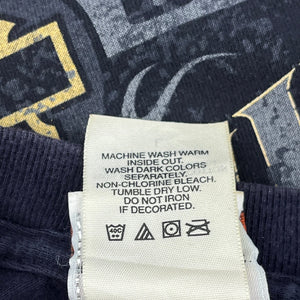 MACHINE WASH WARM
INSIDE OUT.
WASH DARK COLORS
SEPARATELY.
NON-CHLORINE BLEACH.
TUMBLE DRY LOW.
DO NOT IRON
IF DECORATED.